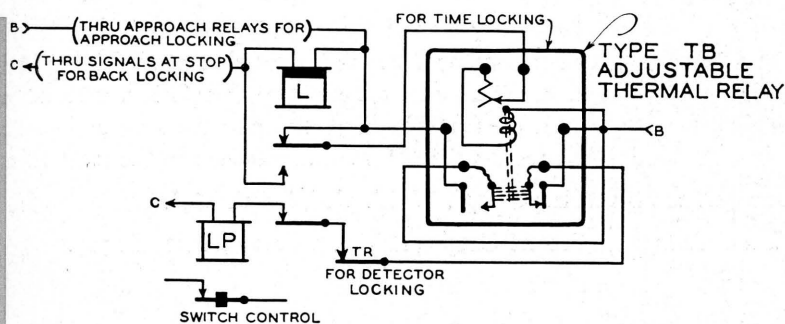 B (THRU APPROACH RELAYS FOR
APPROACH LOCKING)
C (THRU SIGNALS AT STOP
FOR BACK LOCKING)
L
FOR TIME LOCKING
TYPE TB
ADJUSTABLE
THERMAL RELAY
B
C
LP
TR
FOR DETECTOR
LOCKING
SWITCH CONTROL